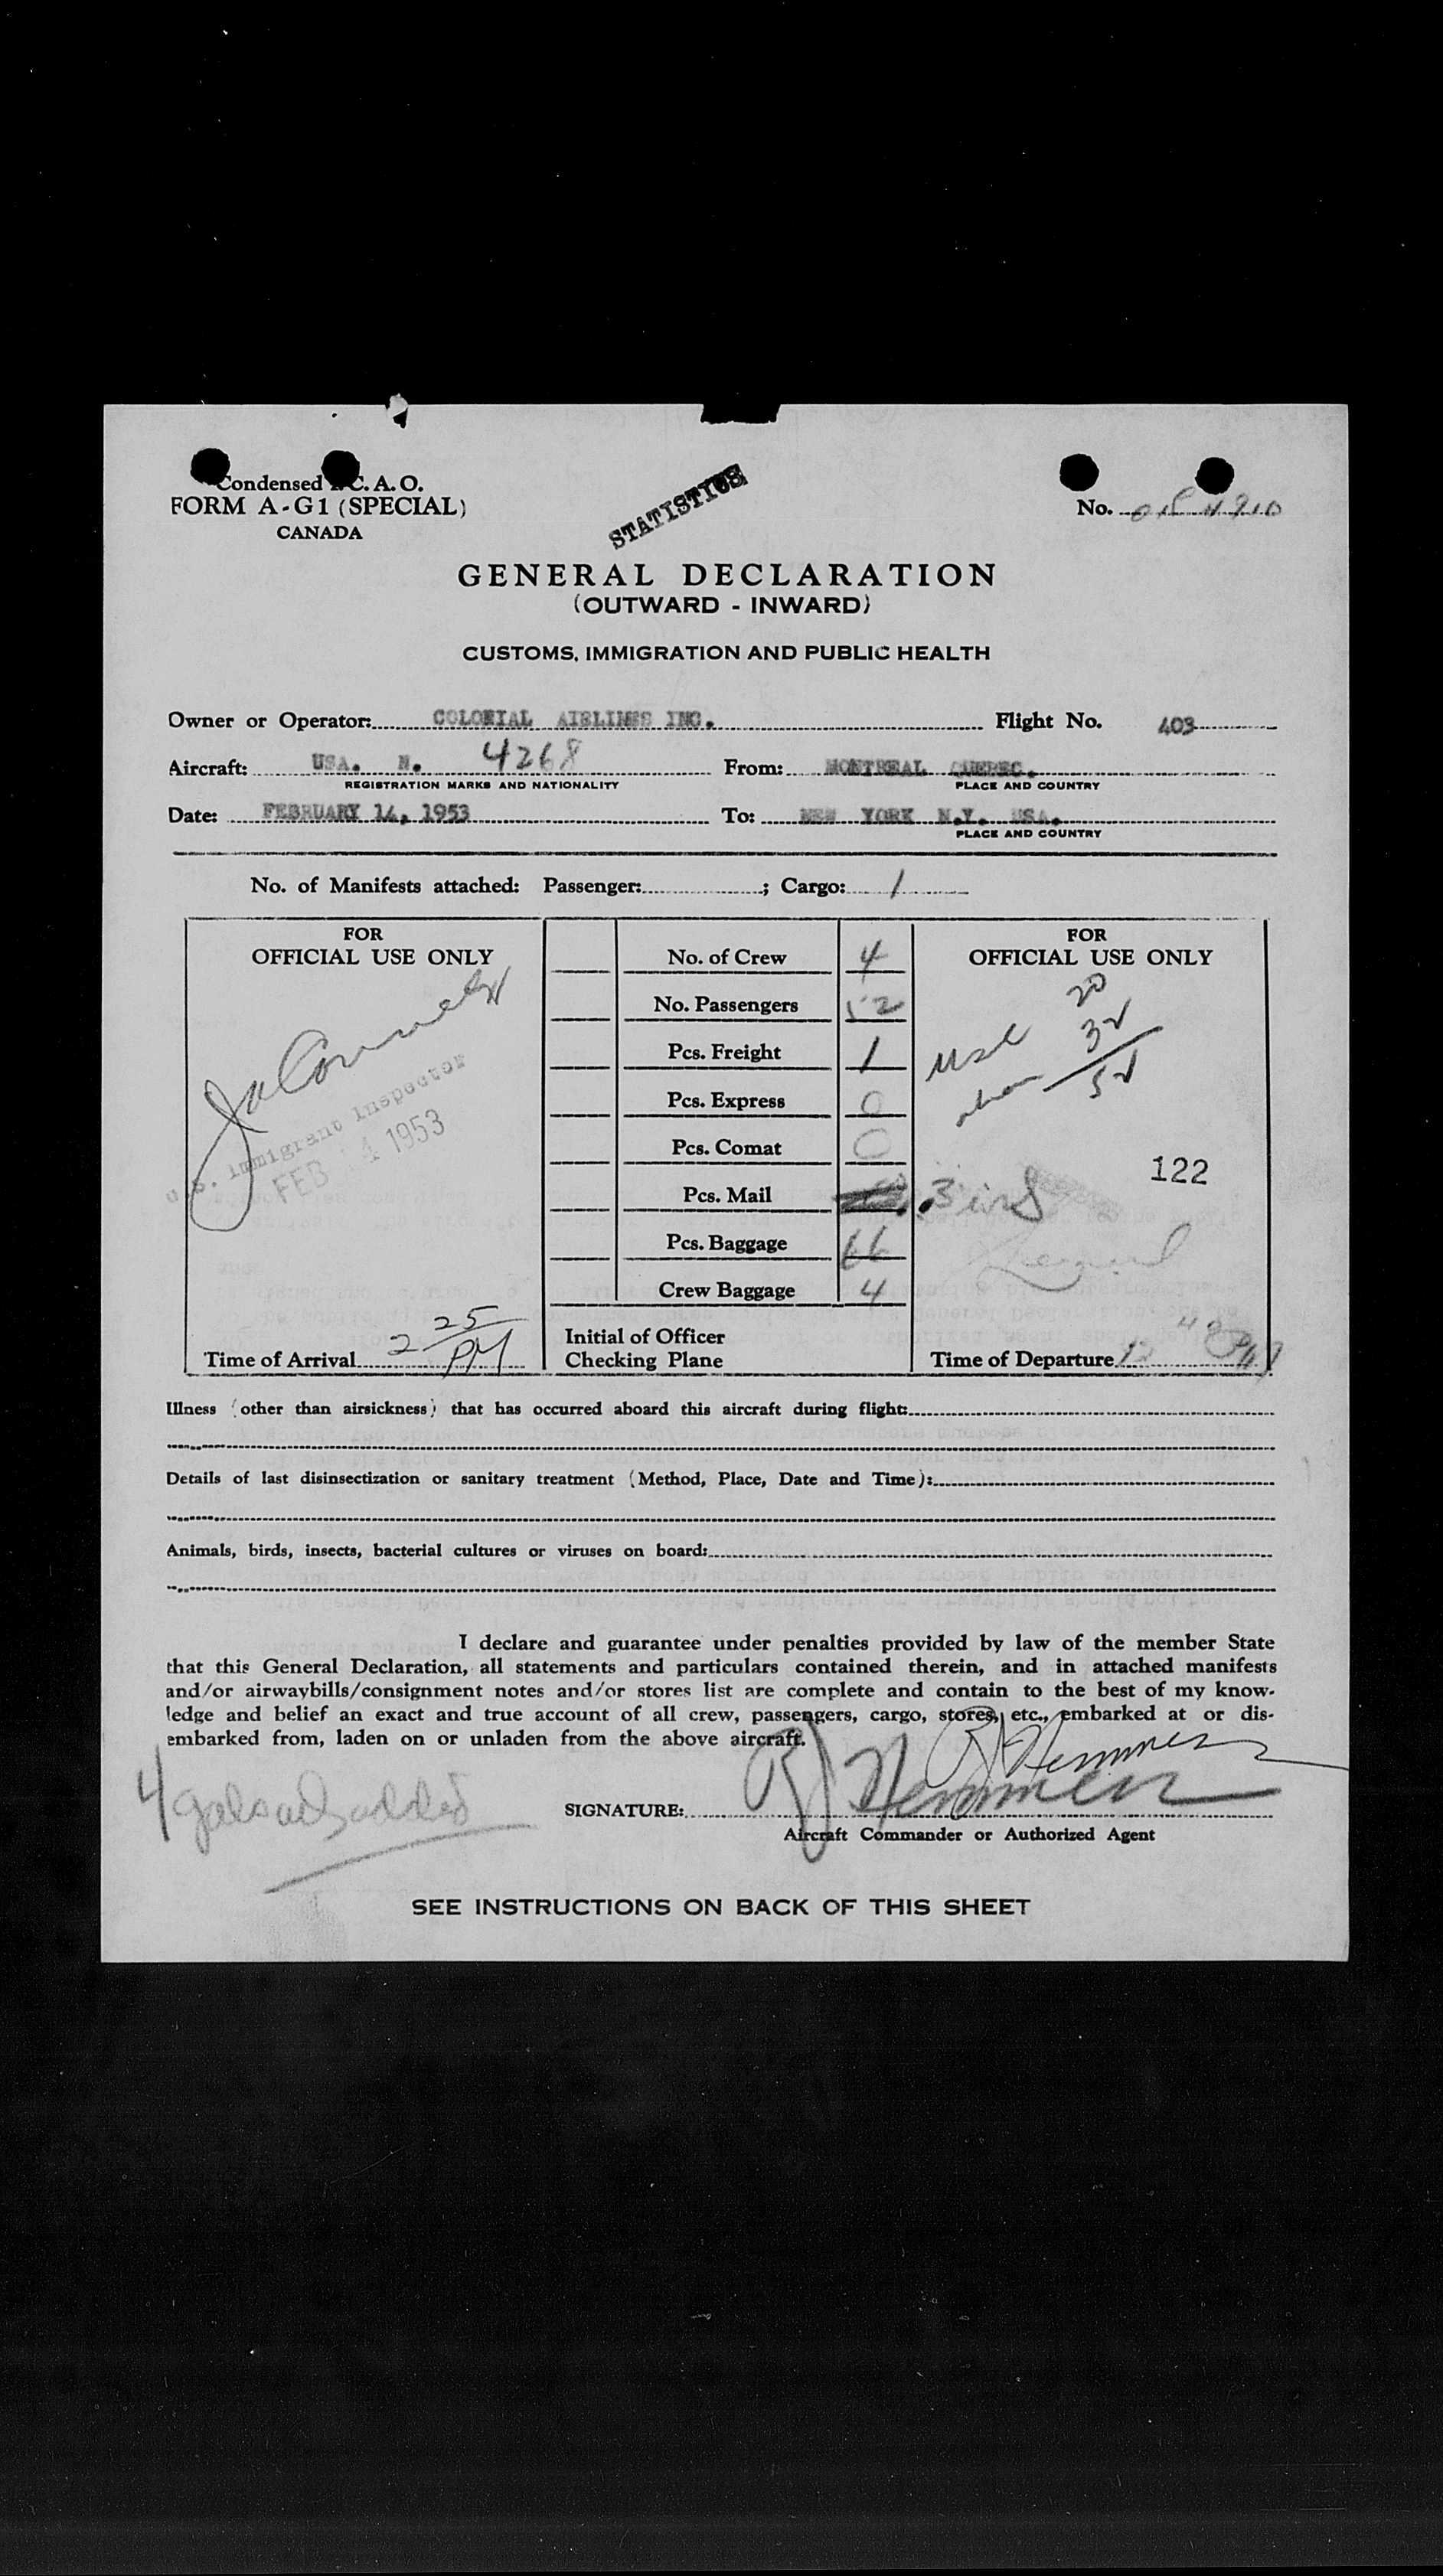 Condensed I.C.A.O.
FORM A-G1 (SPECIAL)
CANADA
STATISTICS
No.
GENERAL DECLARATION
(OUTWARD - INWARD)
CUSTOMS, IMMIGRATION AND PUBLIC HEALTH
Owner or Operator: COLONIAL AIRLINES INC. Flight No. 403
Aircraft: USA. N. 4268 From: MONTREAL QUEBEC.
REGISTRATION MARKS AND NATIONALITY PLACE AND COUNTRY
Date: FEBRUARY 14, 1953 To: NEW YORK N.Y. USA.
PLACE AND COUNTRY
No. of Manifests attached: Passenger: ; Cargo: 1
FOR
OFFICIAL USE ONLY
U.S. Immigrant Inspector
FEB 14 1953
Time of Arrival 2 25 PM
No. of Crew 4
No. Passengers 52
Pcs. Freight 1
Pcs. Express 0
Pcs. Comat 0
Pcs. Mail
Pcs. Baggage 66
Crew Baggage 4
Initial of Officer
Checking Plane
FOR
OFFICIAL USE ONLY
20
USC 32
52
122
Time of Departure
Illness (other than airsickness) that has occurred aboard this aircraft during flight:
Details of last disinsectization or sanitary treatment (Method, Place, Date and Time):
Animals, birds, insects, bacterial cultures or viruses on board:
I declare and guarantee under penalties provided by law of the member State
that this General Declaration, all statements and particulars contained therein, and in attached manifests
and/or airwaybills/consignment notes and/or stores list are complete and contain to the best of my know-
ledge and belief an exact and true account of all crew, passengers, cargo, stores, etc., embarked at or dis-
embarked from, laden on or unladen from the above aircraft.
SIGNATURE:
Aircraft Commander or Authorized Agent
SEE INSTRUCTIONS ON BACK OF THIS SHEET